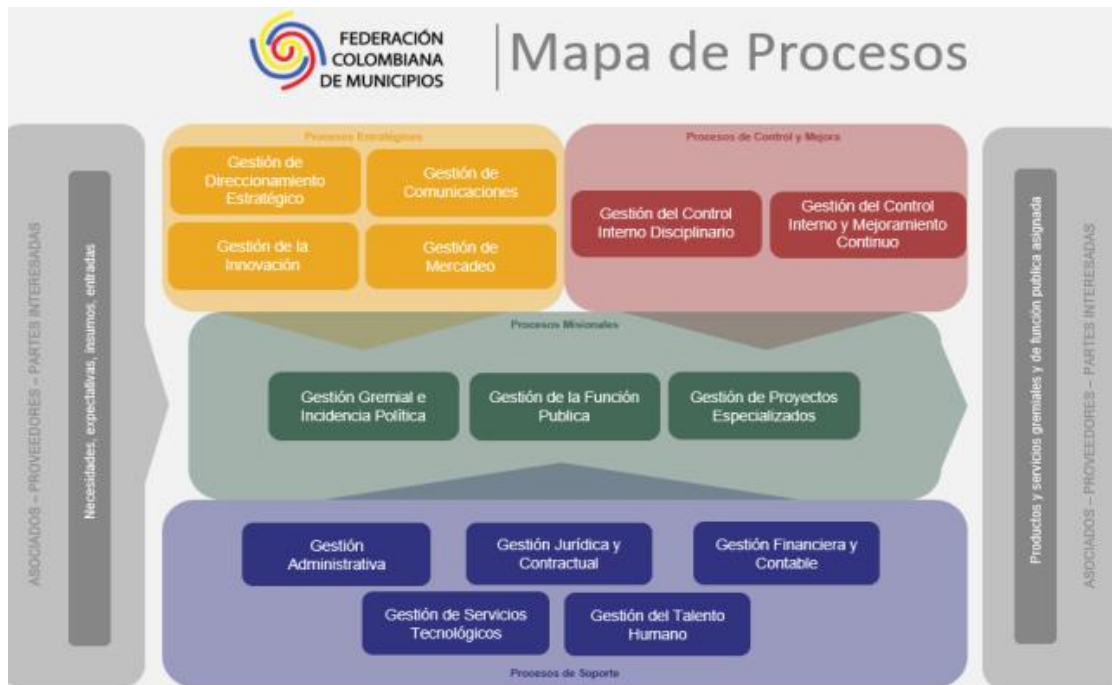 FEDERACIÓN
COLOMBIANA
DE MUNICIPIOS
Mapa de Procesos
ASOCIADOS – PROVEEDORES – PARTES INTERESADAS
Necesidades, expectativas, insumos, entradas
Procesos Estratégicos
Gestión de
Direccionamiento
Estratégico
Gestión de
Comunicaciones
Gestión de la
Innovación
Gestión de
Mercadeo
Procesos de Control y Mejora
Gestión del Control
Interno Disciplinario
Gestión del Control
Interno y Mejoramiento
Continuo
Procesos Misionales
Gestión Gremial e
Incidencia Política
Gestión de la Función
Publica
Gestión de Proyectos
Especializados
Gestión
Administrativa
Gestión Jurídica y
Contractual
Gestión Financiera y
Contable
Gestión de Servicios
Tecnológicos
Gestión del Talento
Humano
Procesos de Soporte
Productos y servicios gremiales y de función publica asignada
ASOCIADOS – PROVEEDORES – PARTES INTERESADAS